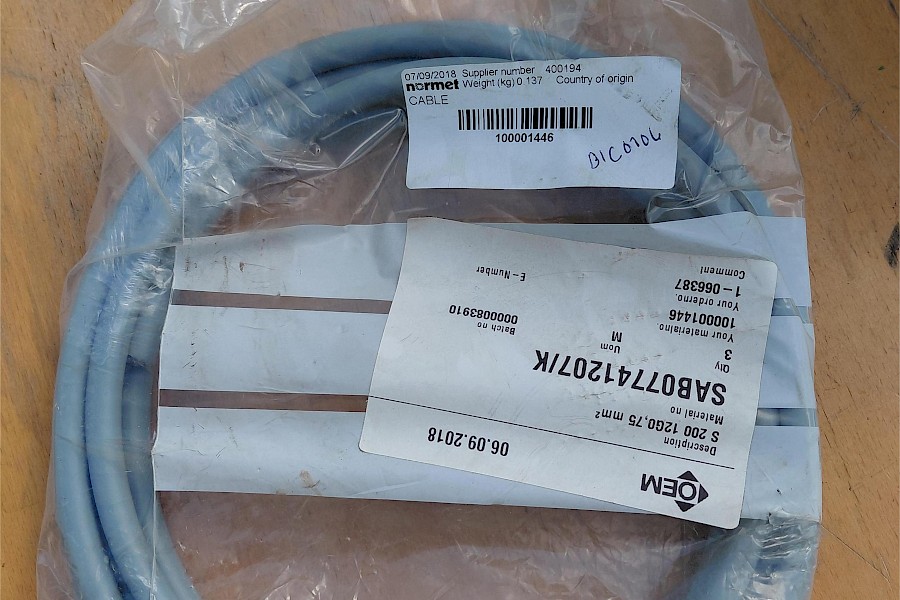 07/09/2018 Supplier number 400194
normet Weight (kg) 0.137 Country of origin
CABLE
100001446
BIC0706
OEM
06.09.2018
Description
S 200 12G0,75 mm²
Material no
SAB07741207/K
Qty Uom
3 M
Your materialno. Batch no
100001446 0000083910
Your orderno. E-Number
1-066387
Comment